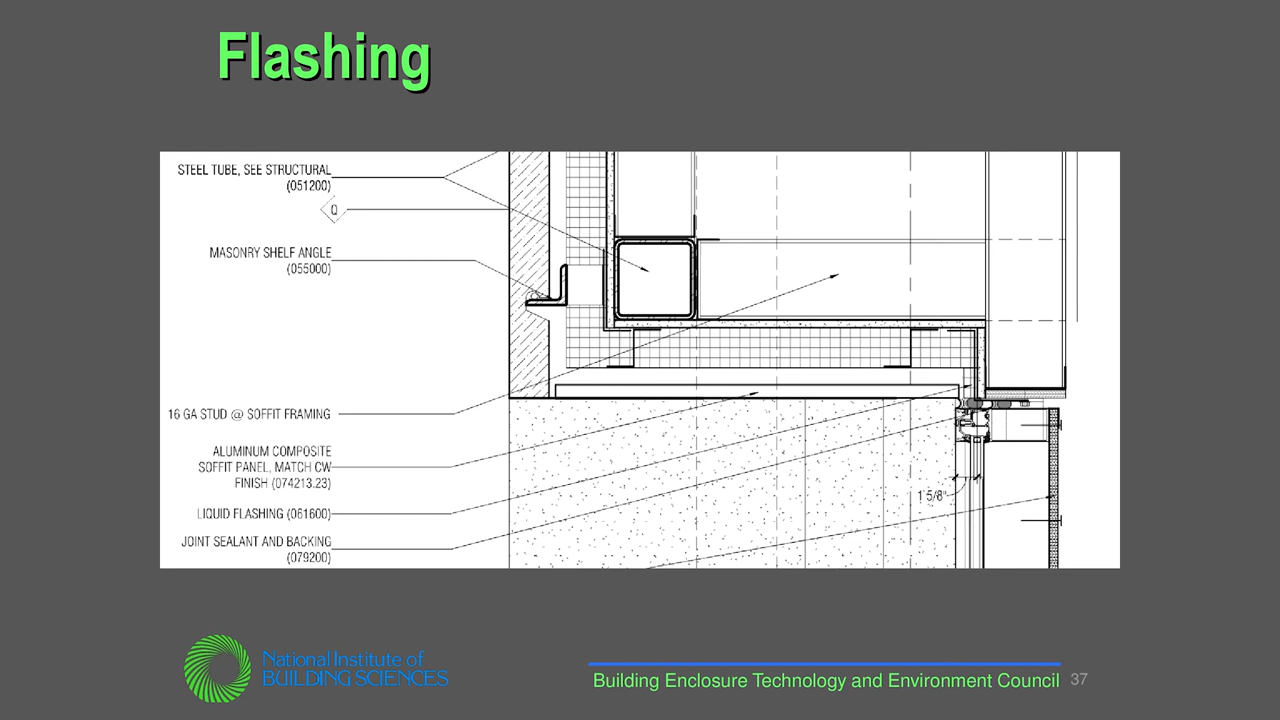 Flashing
STEEL TUBE, SEE STRUCTURAL
(051200)
Q
MASONRY SHELF ANGLE
(055000)
16 GA STUD @ SOFFIT FRAMING
ALUMINUM COMPOSITE
SOFFIT PANEL, MATCH CW
FINISH (074213.23)
LIQUID FLASHING (061600)
JOINT SEALANT AND BACKING
(079200)
1 5/8"
National Institute of
BUILDING SCIENCES
Building Enclosure Technology and Environment Council
37